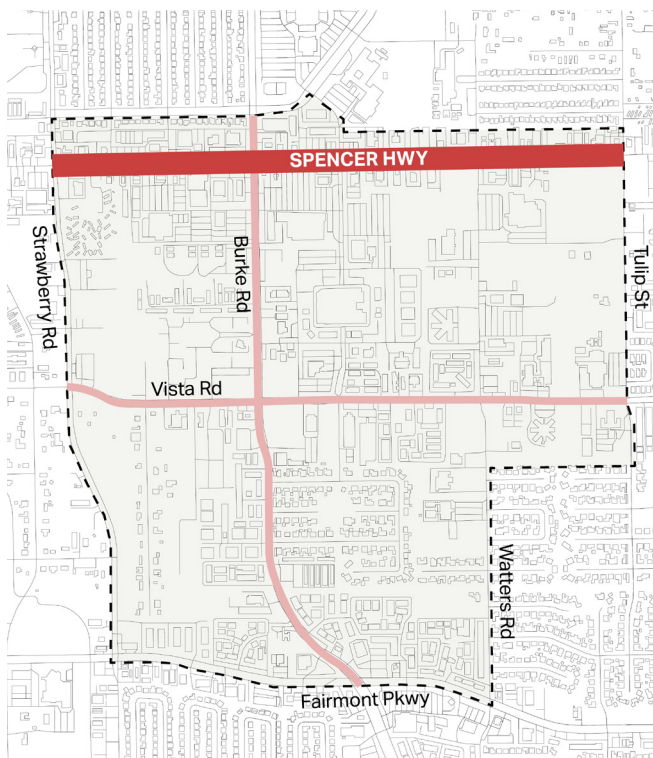 SPENCER HWY
Strawberry Rd
Burke Rd
Tulip St
Vista Rd
Watters Rd
Fairmont Pkwy